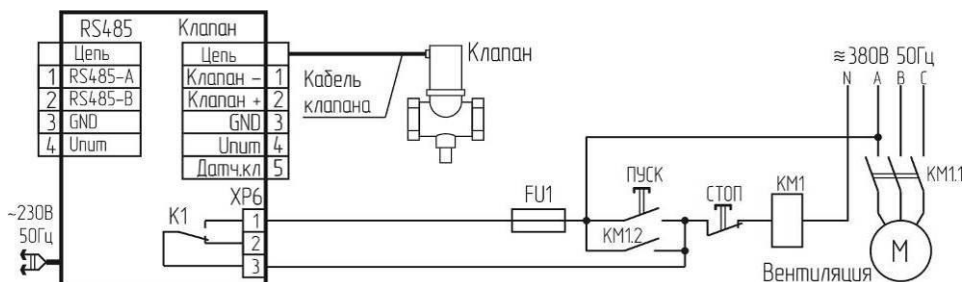 RS485
Цепь
1 RS485-A
2 RS485-B
3 GND
4 Uпит
Клапан
Цепь
Клапан – 1
Клапан + 2
GND 3
Uпит 4
Датч.кл 5
XP6
1
2
3
K1
~230В
50Гц
Кабель
клапана
Клапан
FU1
ПУСК
KM1.2
СТОП
KM1
≈380В 50Гц
N A B C
KM1.1
M
Вентиляция